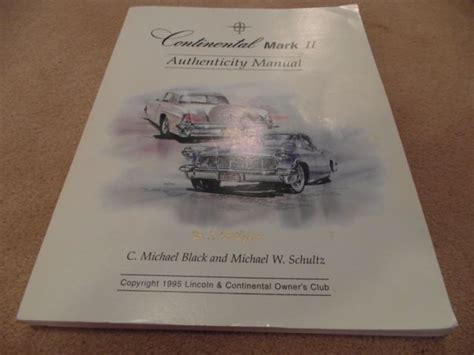 Continental Mark II
Authenticity Manual
C. Michael Black and Michael W. Schultz
Copyright 1995 Lincoln & Continental Owner's Club